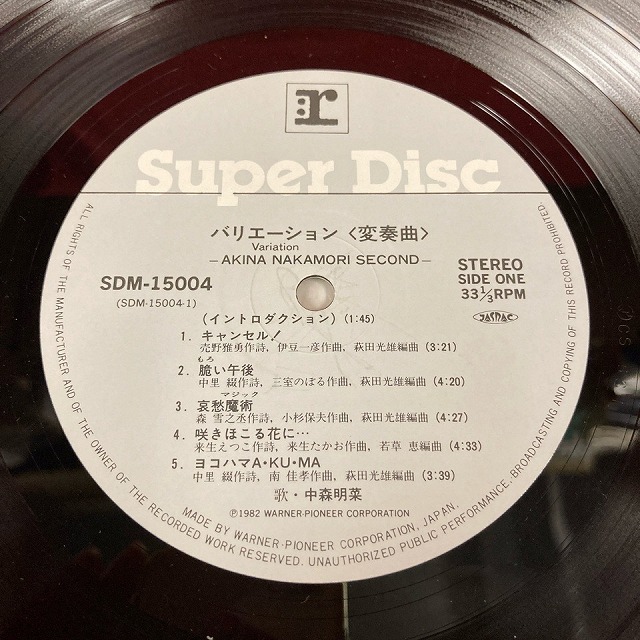 r
Super Disc
バリエーション〈変奏曲〉
Variation
—AKINA NAKAMORI SECOND—
SDM-15004
(SDM-15004-1)
STEREO
SIDE ONE
33⅓RPM
JASRAC
(イントロダクション) (1:45)
1. キャンセル!
売野雅勇作詩、伊豆一彦作曲、萩田光雄編曲 (3:21)
もろ
2. 脆い午後
中里 綴作詩、三室のぼる作曲、萩田光雄編曲 (4:20)
マジック
3. 哀愁魔術
森 雪之丞作詩、小杉保夫作曲、萩田光雄編曲 (4:27)
4. 咲きほこる花に…
来生えつこ作詩、来生たかお作曲、若草 恵編曲 (4:33)
5. ヨコハマA・KU・MA
中里 綴作詩、南 佳孝作曲、萩田光雄編曲 (3:39)
歌・中森明菜
℗1982 WARNER-PIONEER CORPORATION
MADE BY WARNER-PIONEER CORPORATION, JAPAN.
ALL RIGHTS OF THE MANUFACTURER AND OF THE OWNER OF THE RECORDED WORK RESERVED. UNAUTHORIZED PUBLIC PERFORMANCE, BROADCASTING AND COPYING OF THIS RECORD PROHIBITED.